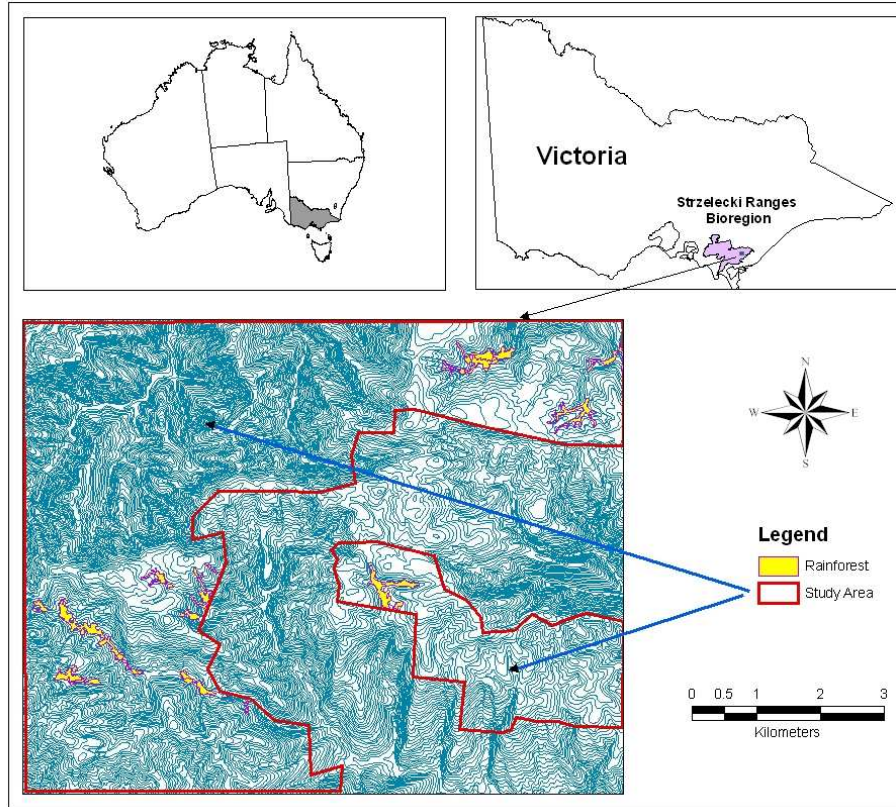 Victoria
Strzelecki Ranges
Bioregion
N
W
E
S
Legend
Rainforest
Study Area
0 0.5 1 2 3
Kilometers